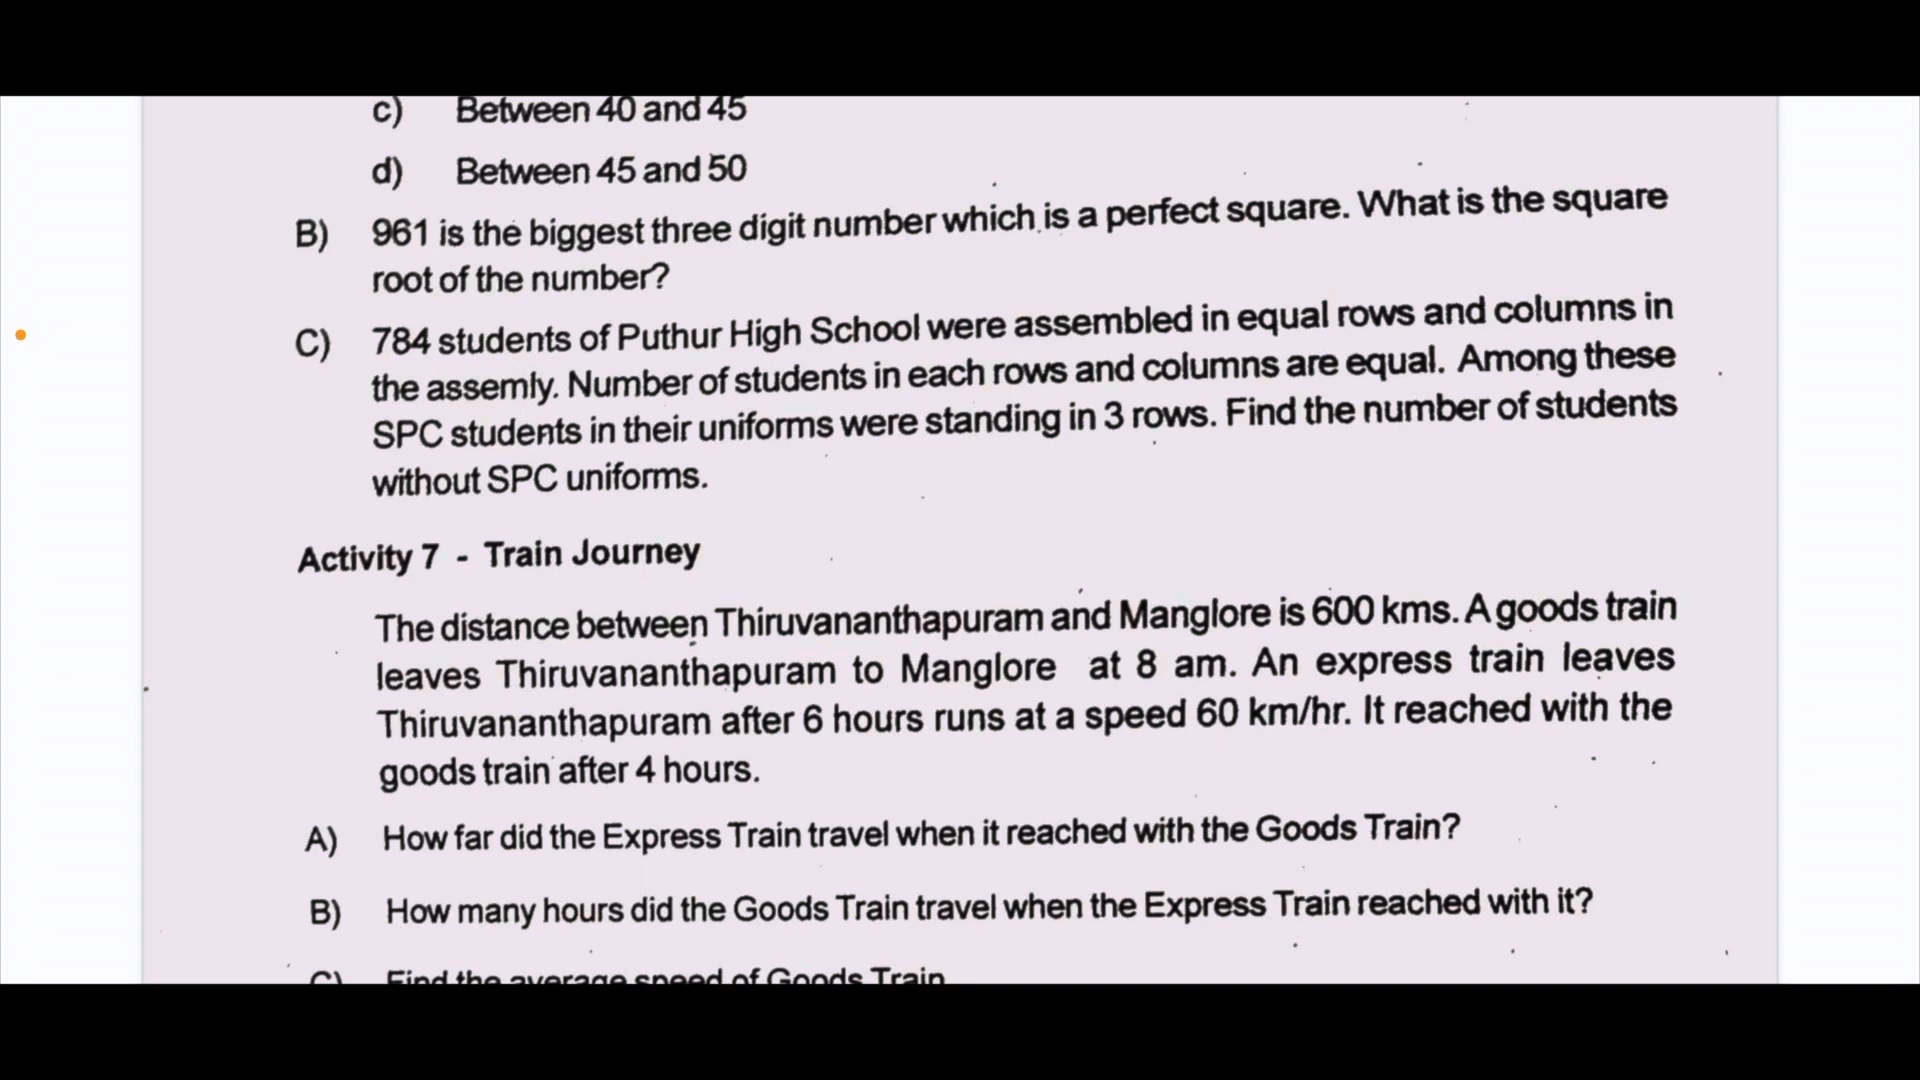 c) Between 40 and 45
d) Between 45 and 50
B) 961 is the biggest three digit number which is a perfect square. What is the square
root of the number?
C) 784 students of Puthur High School were assembled in equal rows and columns in
the assemly. Number of students in each rows and columns are equal. Among these
SPC students in their uniforms were standing in 3 rows. Find the number of students
without SPC uniforms.
Activity 7 - Train Journey
The distance between Thiruvananthapuram and Manglore is 600 kms. A goods train
leaves Thiruvananthapuram to Manglore at 8 am. An express train leaves
Thiruvananthapuram after 6 hours runs at a speed 60 km/hr. It reached with the
goods train after 4 hours.
A) How far did the Express Train travel when it reached with the Goods Train?
B) How many hours did the Goods Train travel when the Express Train reached with it?
C) Find the average speed of Goods Train